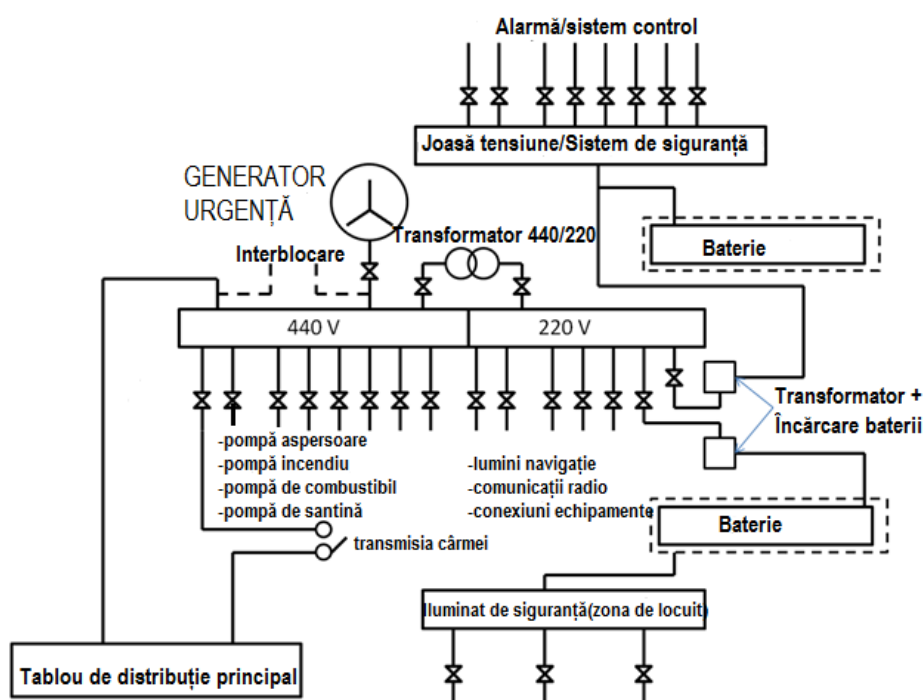 Alarmă/sistem control
Joasă tensiune/Sistem de siguranță
GENERATOR
URGENȚĂ
Transformator 440/220
Interblocare
Baterie
440 V
220 V
Transformator +
Încărcare baterii
-pompă aspersoare
-pompă incendiu
-pompă de combustibil
-pompă de santină
-lumini navigație
-comunicații radio
-conexiuni echipamente
Baterie
transmisia cârmei
Iluminat de siguranță(zona de locuit)
Tablou de distribuție principal